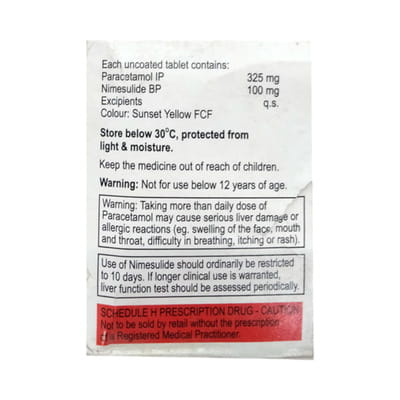 Each uncoated tablet contains:
Paracetamol IP 325 mg
Nimesulide BP 100 mg
Excipients q.s.
Colour: Sunset Yellow FCF
Store below 30°C, protected from
light & moisture.
Keep the medicine out of reach of children.
Warning: Not for use below 12 years of age.
Warning: Taking more than daily dose of
Paracetamol may cause serious liver damage or
allergic reactions (eg. swelling of the face, mouth
and throat, difficulty in breathing, itching or rash).
Use of Nimesulide should ordinarily be restricted
to 10 days. If longer clinical use is warranted,
liver function test should be assessed periodically.
SCHEDULE H PRESCRIPTION DRUG - CAUTION
Not to be sold by retail without the prescription
of a Registered Medical Practitioner.